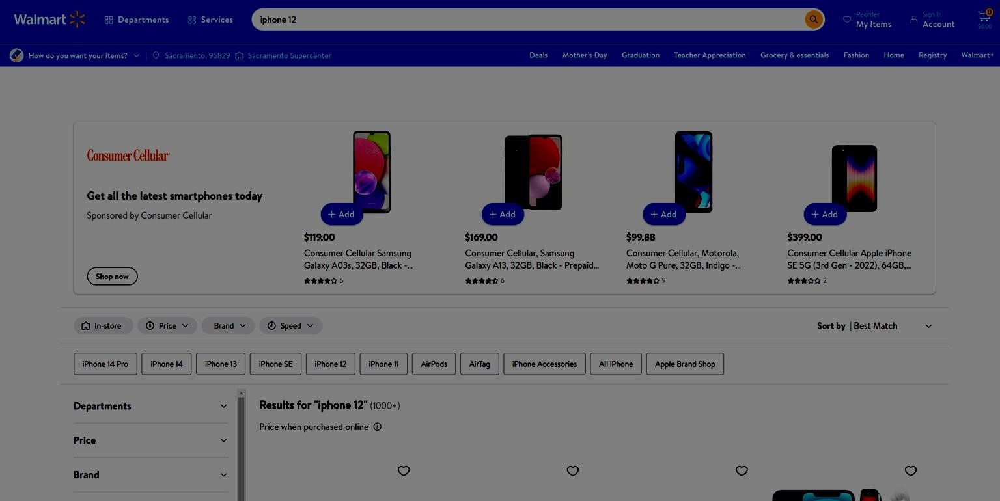 Walmart
Departments
Services
iphone 12
Reorder
My Items
Sign In
Account
0
$0.00
How do you want your items?
Sacramento, 95829
Sacramento Supercenter
Deals
Mother's Day
Graduation
Teacher Appreciation
Grocery & essentials
Fashion
Home
Registry
Walmart+
Consumer Cellular
Get all the latest smartphones today
Sponsored by Consumer Cellular
Shop now
+ Add
$119.00
Consumer Cellular Samsung
Galaxy A03s, 32GB, Black -...
6
+ Add
$169.00
Consumer Cellular, Samsung
Galaxy A13, 32GB, Black - Prepaid...
6
+ Add
$99.88
Consumer Cellular, Motorola,
Moto G Pure, 32GB, Indigo -...
9
+ Add
$399.00
Consumer Cellular Apple iPhone
SE 5G (3rd Gen - 2022), 64GB,...
2
In-store
Price
Brand
Speed
Sort by | Best Match
iPhone 14 Pro
iPhone 14
iPhone 13
iPhone SE
iPhone 12
iPhone 11
AirPods
AirTag
iPhone Accessories
All iPhone
Apple Brand Shop
Departments
Price
Brand
Results for "iphone 12" (1000+)
Price when purchased online